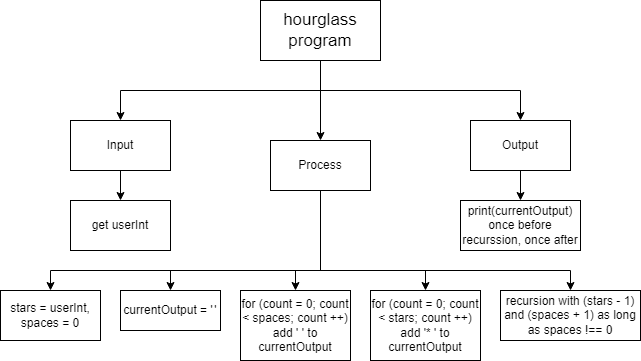 hourglass
program
Input
Process
Output
get userInt
print(currentOutput)
once before
recurssion, once after
stars = userInt,
spaces = 0
currentOutput = ' '
for (count = 0; count
< spaces; count ++)
add ' ' to
currentOutput
for (count = 0; count
< stars; count ++)
add '* ' to
currentOutput
recursion with (stars - 1)
and (spaces + 1) as long
as spaces !== 0